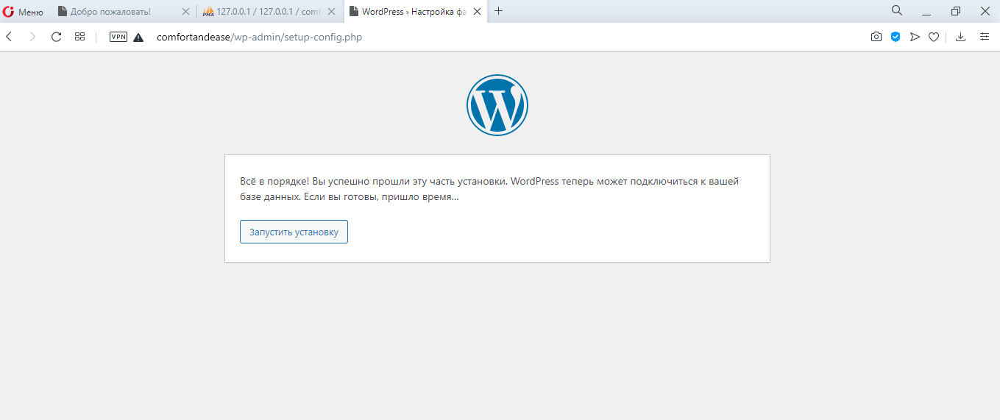 Меню
Добро пожаловать!
PMA 127.0.0.1 / 127.0.0.1 / comf
WordPress › Настройка фа
VPN
comfortandease/wp-admin/setup-config.php
W
Всё в порядке! Вы успешно прошли эту часть установки. WordPress теперь может подключиться к вашей
базе данных. Если вы готовы, пришло время…
Запустить установку